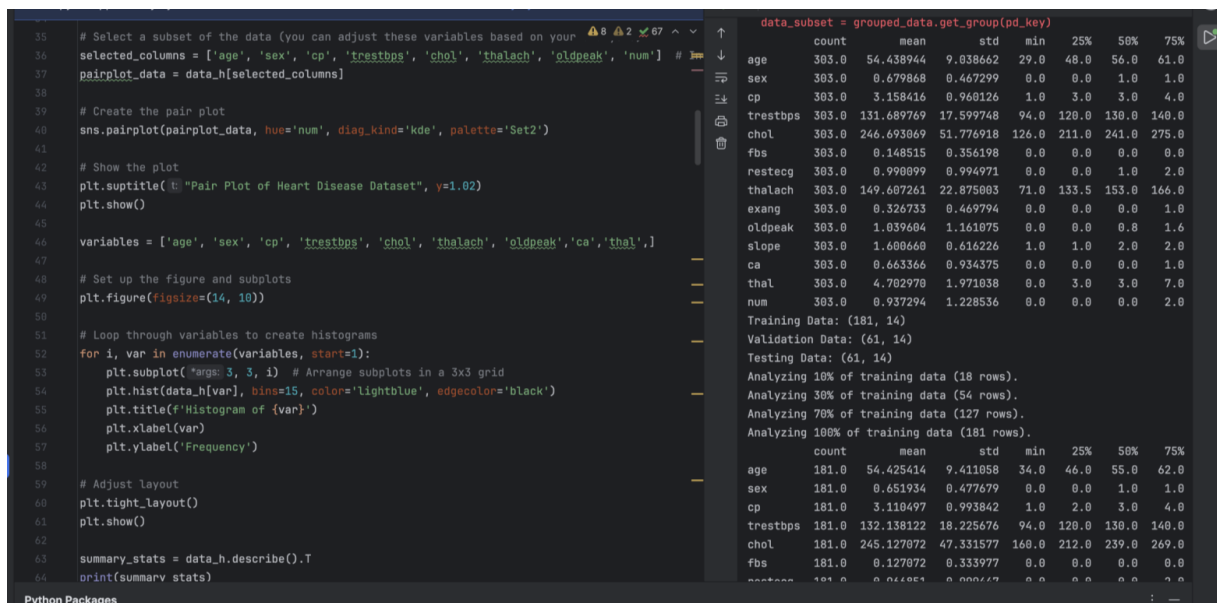 35 # Select a subset of the data (you can adjust these variables based on your 8 2 67
36 selected_columns = ['age', 'sex', 'cp', 'trestbps', 'chol', 'thalach', 'oldpeak', 'num'] #
37 pairplot_data = data_h[selected_columns]
38
39 # Create the pair plot
40 sns.pairplot(pairplot_data, hue='num', diag_kind='kde', palette='Set2')
41
42 # Show the plot
43 plt.suptitle( t: "Pair Plot of Heart Disease Dataset", y=1.02)
44 plt.show()
45
46 variables = ['age', 'sex', 'cp', 'trestbps', 'chol', 'thalach', 'oldpeak','ca','thal',]
47
48 # Set up the figure and subplots
49 plt.figure(figsize=(14, 10))
50
51 # Loop through variables to create histograms
52 for i, var in enumerate(variables, start=1):
53 plt.subplot( *args: 3, 3, i) # Arrange subplots in a 3x3 grid
54 plt.hist(data_h[var], bins=15, color='lightblue', edgecolor='black')
55 plt.title(f'Histogram of {var}')
56 plt.xlabel(var)
57 plt.ylabel('Frequency')
58
59 # Adjust layout
60 plt.tight_layout()
61 plt.show()
62
63 summary_stats = data_h.describe().T
64 print(summary_stats)
data_subset = grouped_data.get_group(pd_key)
count mean std min 25% 50% 75%
age 303.0 54.438944 9.038662 29.0 48.0 56.0 61.0
sex 303.0 0.679868 0.467299 0.0 0.0 1.0 1.0
cp 303.0 3.158416 0.960126 1.0 3.0 3.0 4.0
trestbps 303.0 131.689769 17.599748 94.0 120.0 130.0 140.0
chol 303.0 246.693069 51.776918 126.0 211.0 241.0 275.0
fbs 303.0 0.148515 0.356198 0.0 0.0 0.0 0.0
restecg 303.0 0.990099 0.994971 0.0 0.0 1.0 2.0
thalach 303.0 149.607261 22.875003 71.0 133.5 153.0 166.0
exang 303.0 0.326733 0.469794 0.0 0.0 0.0 1.0
oldpeak 303.0 1.039604 1.161075 0.0 0.0 0.8 1.6
slope 303.0 1.600660 0.616226 1.0 1.0 2.0 2.0
ca 303.0 0.663366 0.934375 0.0 0.0 0.0 1.0
thal 303.0 4.702970 1.971038 0.0 3.0 3.0 7.0
num 303.0 0.937294 1.228536 0.0 0.0 0.0 2.0
Training Data: (181, 14)
Validation Data: (61, 14)
Testing Data: (61, 14)
Analyzing 10% of training data (18 rows).
Analyzing 30% of training data (54 rows).
Analyzing 70% of training data (127 rows).
Analyzing 100% of training data (181 rows).
count mean std min 25% 50% 75%
age 181.0 54.425414 9.411058 34.0 46.0 55.0 62.0
sex 181.0 0.651934 0.477679 0.0 0.0 1.0 1.0
cp 181.0 3.110497 0.993842 1.0 2.0 3.0 4.0
trestbps 181.0 132.138122 18.225676 94.0 120.0 130.0 140.0
chol 181.0 245.127072 47.331577 160.0 212.0 239.0 269.0
fbs 181.0 0.127072 0.333977 0.0 0.0 0.0 0.0
Python Packages